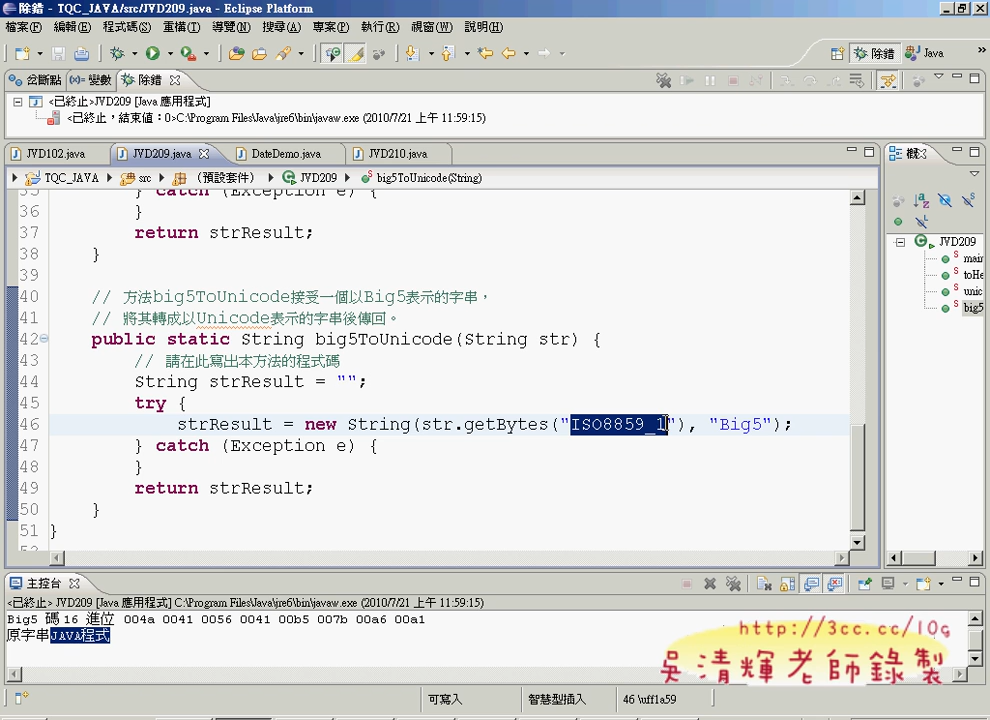 除錯 - TQC_JAVA/src/JVD209.java - Eclipse Platform
檔案(F) 編輯(E) 程式碼(S) 重構(T) 導覽(N) 搜尋(A) 專案(P) 執行(R) 視窗(W) 說明(H)
除錯 Java
岔斷點 變數 除錯
<已終止>JVD209 [Java 應用程式]
<已終止,結束值:0>C:\Program Files\Java\jre6\bin\javaw.exe (2010/7/21 上午 11:59:15)
JVD102.java JVD209.java DateDemo.java JVD210.java
TQC_JAVA src (預設套件) JVD209 big5ToUnicode(String)
35 } catch (Exception e) {
36 }
37 return strResult;
38 }
39
40 // 方法big5ToUnicode接受一個以Big5表示的字串,
41 // 將其轉成以Unicode表示的字串後傳回。
42 public static String big5ToUnicode(String str) {
43 // 請在此寫出本方法的程式碼
44 String strResult = "";
45 try {
46 strResult = new String(str.getBytes("ISO8859_1"), "Big5");
47 } catch (Exception e) {
48 }
49 return strResult;
50 }
51 }
JVD209
main
toHe
unic
big5
主控台
<已終止> JVD209 [Java 應用程式] C:\Program Files\Java\jre6\bin\javaw.exe (2010/7/21 上午 11:59:15)
Big5 碼16 進位 004a 0041 0056 0041 00b5 007b 00a6 00a1
原字串JAVA程式
http://3cc.cc/10g
吳清輝老師錄製
可寫入 智慧型插入 46 \uff1a59